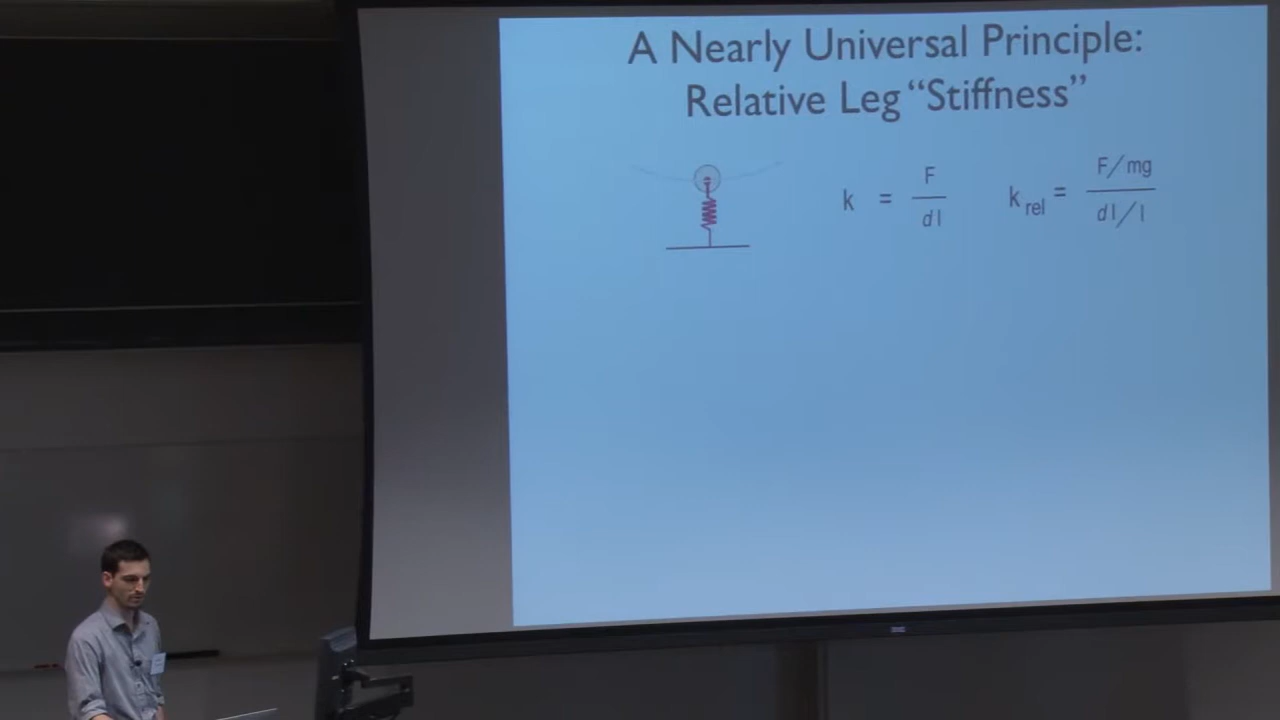 A Nearly Universal Principle:
Relative Leg “Stiffness”
k = F / dl
k rel = F/mg / dl/l